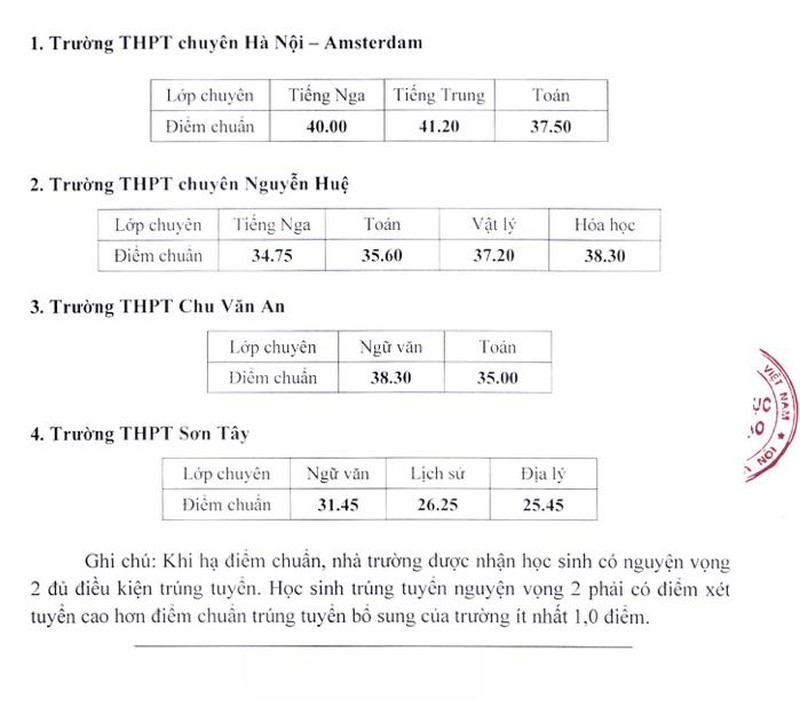 1. Trường THPT chuyên Hà Nội – Amsterdam
Lớp chuyên Tiếng Nga Tiếng Trung Toán
Điểm chuẩn 40.00 41.20 37.50
2. Trường THPT chuyên Nguyễn Huệ
Lớp chuyên Tiếng Nga Toán Vật lý Hóa học
Điểm chuẩn 34.75 35.60 37.20 38.30
3. Trường THPT Chu Văn An
Lớp chuyên Ngữ văn Toán
Điểm chuẩn 38.30 35.00
VIỆT NAM
ỤC
NỘI
4. Trường THPT Sơn Tây
Lớp chuyên Ngữ văn Lịch sử Địa lý
Điểm chuẩn 31.45 26.25 25.45
Ghi chú: Khi hạ điểm chuẩn, nhà trường được nhận học sinh có nguyện vọng
2 đủ điều kiện trúng tuyển. Học sinh trúng tuyển nguyện vọng 2 phải có điểm xét
tuyển cao hơn điểm chuẩn trúng tuyển bổ sung của trường ít nhất 1,0 điểm.